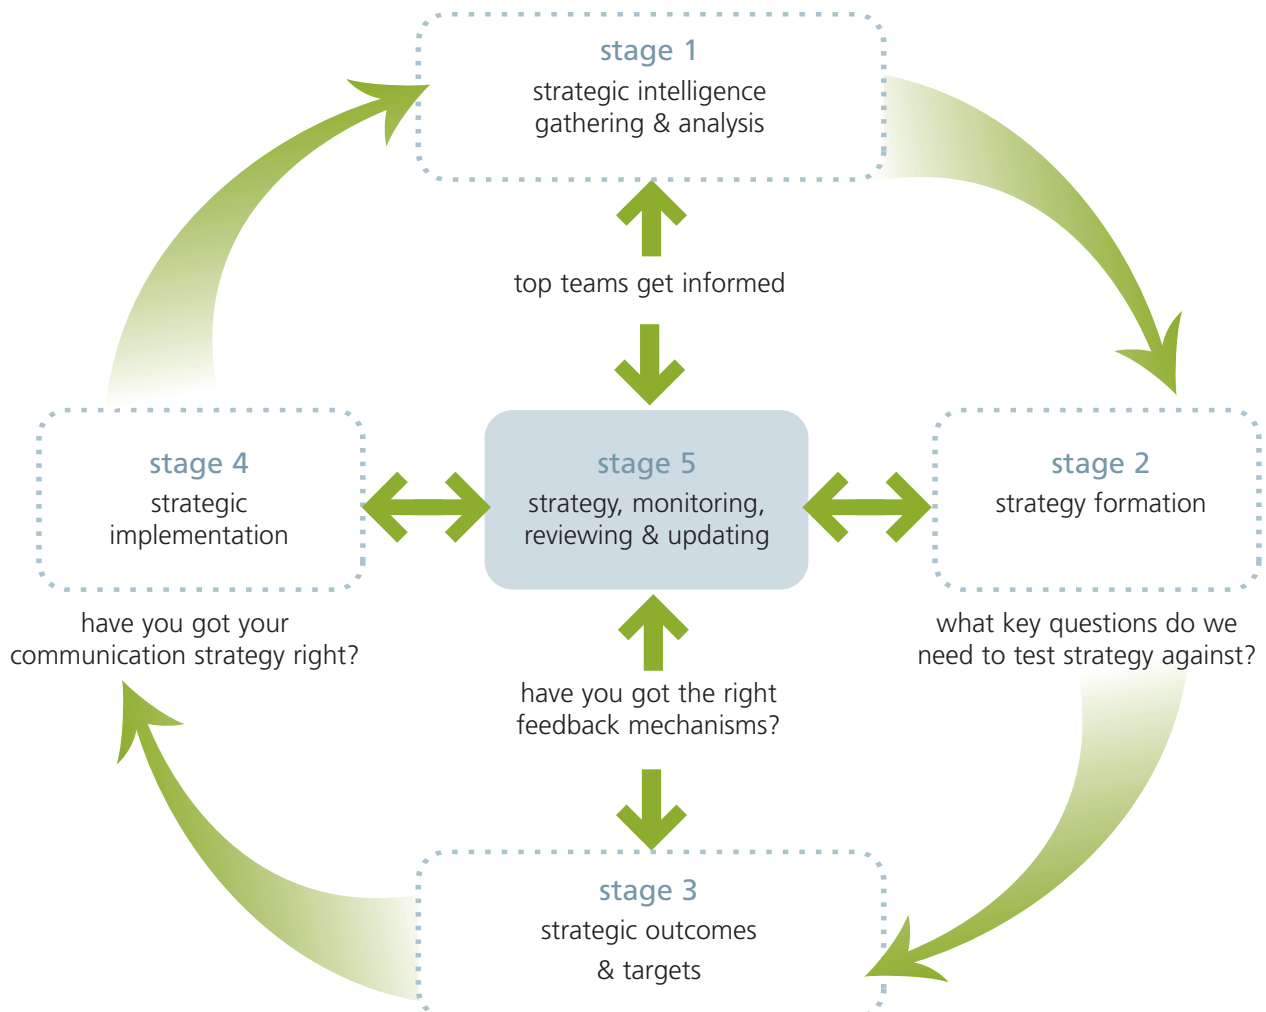 stage 1
strategic intelligence
gathering & analysis
top teams get informed
stage 4
strategic
implementation
stage 5
strategy, monitoring,
reviewing & updating
stage 2
strategy formation
have you got your
communication strategy right?
what key questions do we
need to test strategy against?
have you got the right
feedback mechanisms?
stage 3
strategic outcomes
& targets